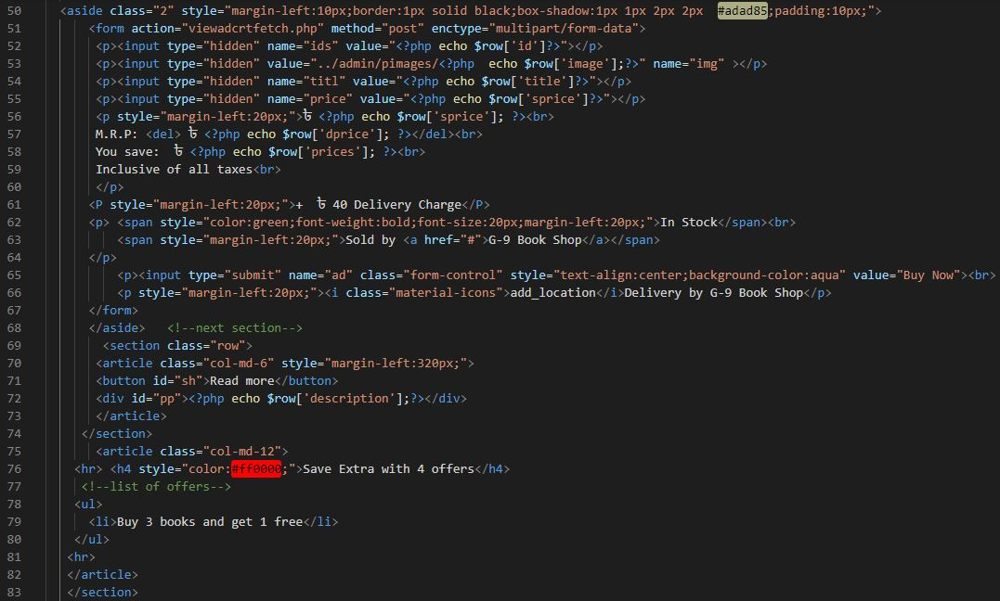 50 <aside class="2" style="margin-left:10px;border:1px solid black;box-shadow:1px 1px 2px 2px  #adad85;padding:10px;">
51 <form action="viewadcrtfetch.php" method="post" enctype="multipart/form-data">
52 <p><input type="hidden" name="ids" value="<?php echo $row['id']?>"></p>
53 <p><input type="hidden" value="../admin/pimages/<?php  echo $row['image'];?>" name="img" ></p>
54 <p><input type="hidden" name="titl" value="<?php echo $row['title']?>"></p>
55 <p><input type="hidden" name="price" value="<?php echo $row['sprice']?>"></p>
56 <p style="margin-left:20px;">৳ <?php echo $row['sprice']; ?><br>
57 M.R.P: <del> ৳ <?php echo $row['dprice']; ?></del><br>
58 You save:  ৳ <?php echo $row['prices']; ?><br>
59 Inclusive of all taxes<br>
60 </p>
61 <P style="margin-left:20px;">+  ৳ 40 Delivery Charge</P>
62 <p> <span style="color:green;font-weight:bold;font-size:20px;margin-left:20px;">In Stock</span><br>
63 <span style="margin-left:20px;">Sold by <a href="#">G-9 Book Shop</a></span>
64 </p>
65 <p><input type="submit" name="ad" class="form-control" style="text-align:center;background-color:aqua" value="Buy Now"><br>
66 <p style="margin-left:20px;"><i class="material-icons">add_location</i>Delivery by G-9 Book Shop</p>
67 </form>
68 </aside>   <!--next section-->
69 <section class="row">
70 <article class="col-md-6" style="margin-left:320px;">
71 <button id="sh">Read more</button>
72 <div id="pp"><?php echo $row['description'];?></div>
73 </article>
74 </section>
75 <article class="col-md-12">
76 <hr> <h4 style="color:#ff0000;">Save Extra with 4 offers</h4>
77 <!--list of offers-->
78 <ul>
79 <li>Buy 3 books and get 1 free</li>
80 </ul>
81 <hr>
82 </article>
83 </section>